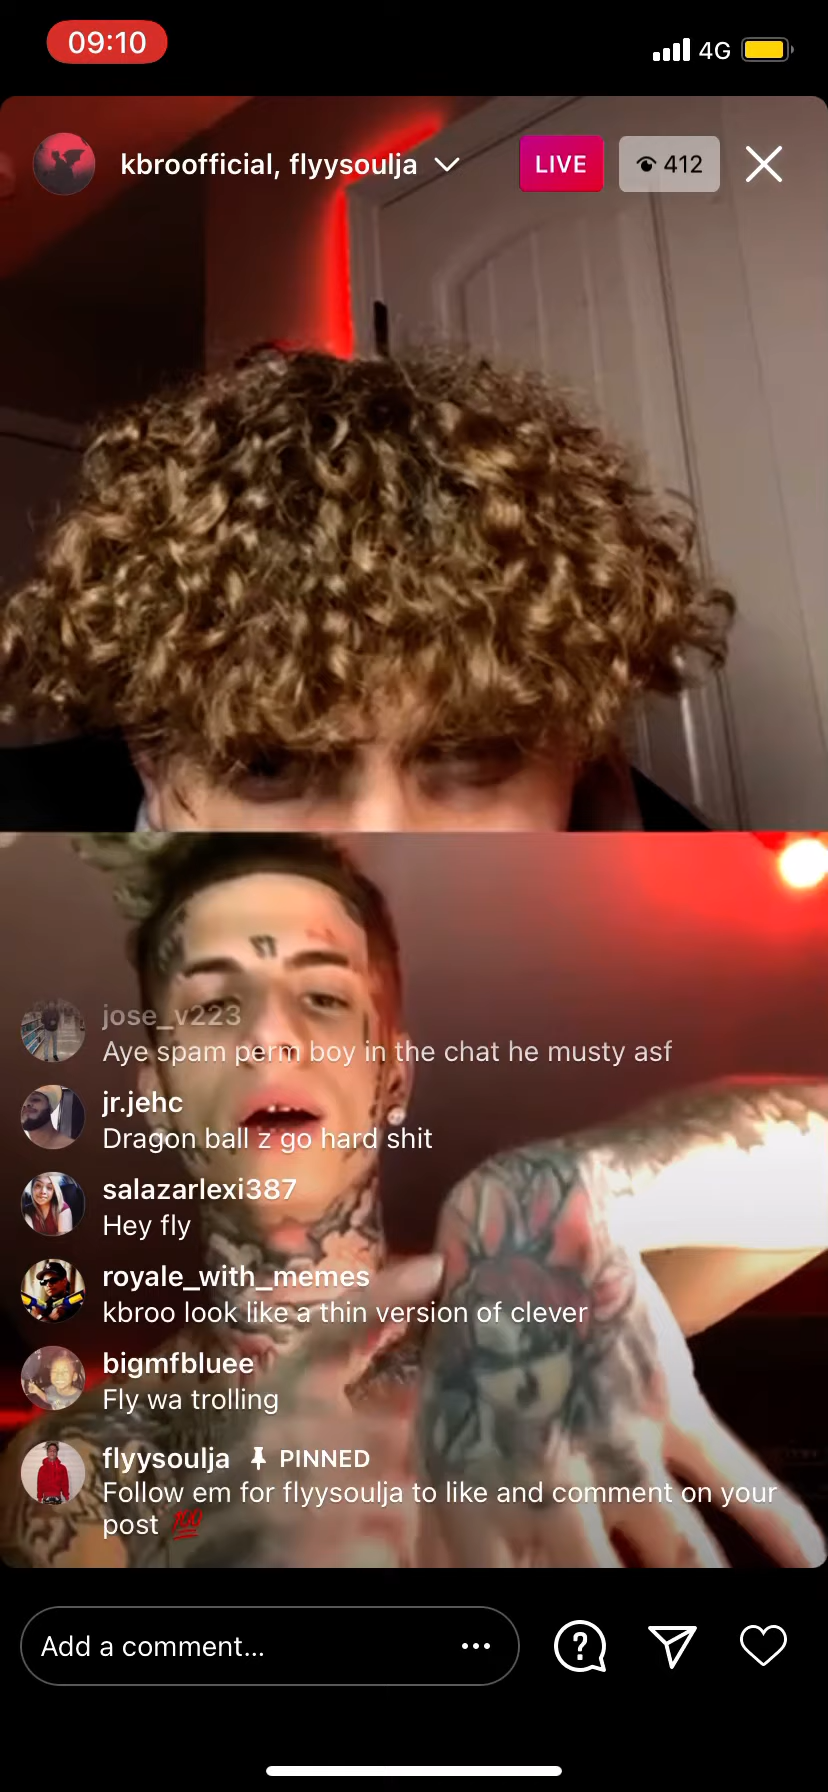 09:10
4G
kbroofficial, flyysoulja
LIVE
412
jose_v223
Aye spam perm boy in the chat he musty asf
jr.jehc
Dragon ball z go hard shit
salazarlexi387
Hey fly
royale_with_memes
kbroo look like a thin version of clever
bigmfbluee
Fly wa trolling
flyysoulja PINNED
Follow em for flyysoulja to like and comment on your
post 💯
Add a comment...